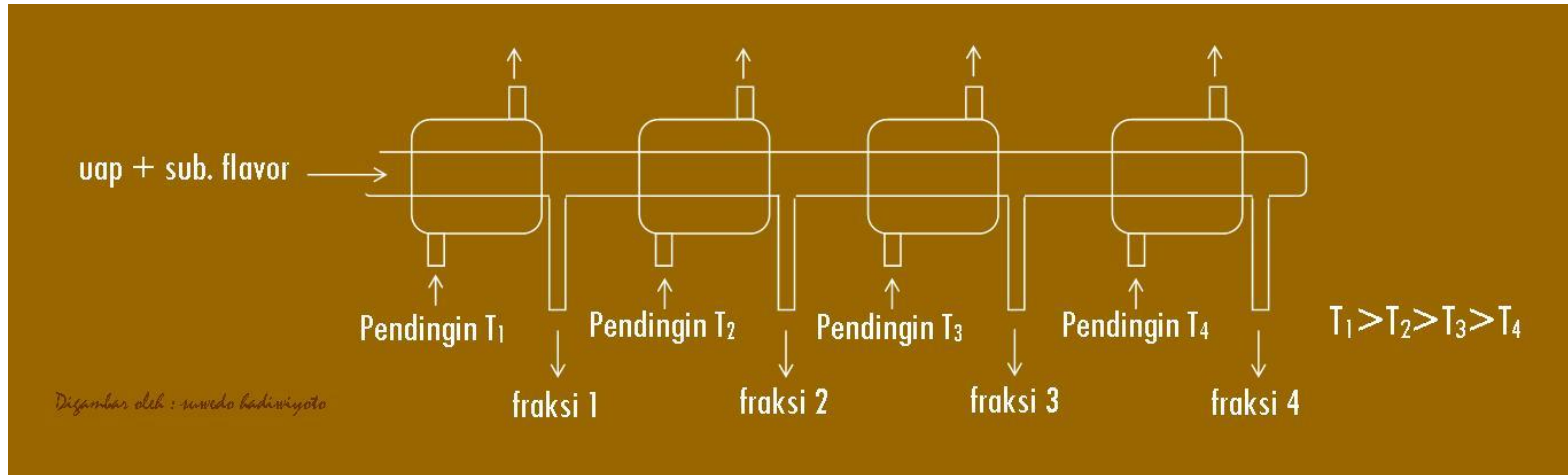 uap + sub. flavor
Pendingin T₁
Pendingin T₂
Pendingin T₃
Pendingin T₄
T₁>T₂>T₃>T₄
fraksi 1
fraksi 2
fraksi 3
fraksi 4
Digambar oleh : suwedo hadiwiyoto